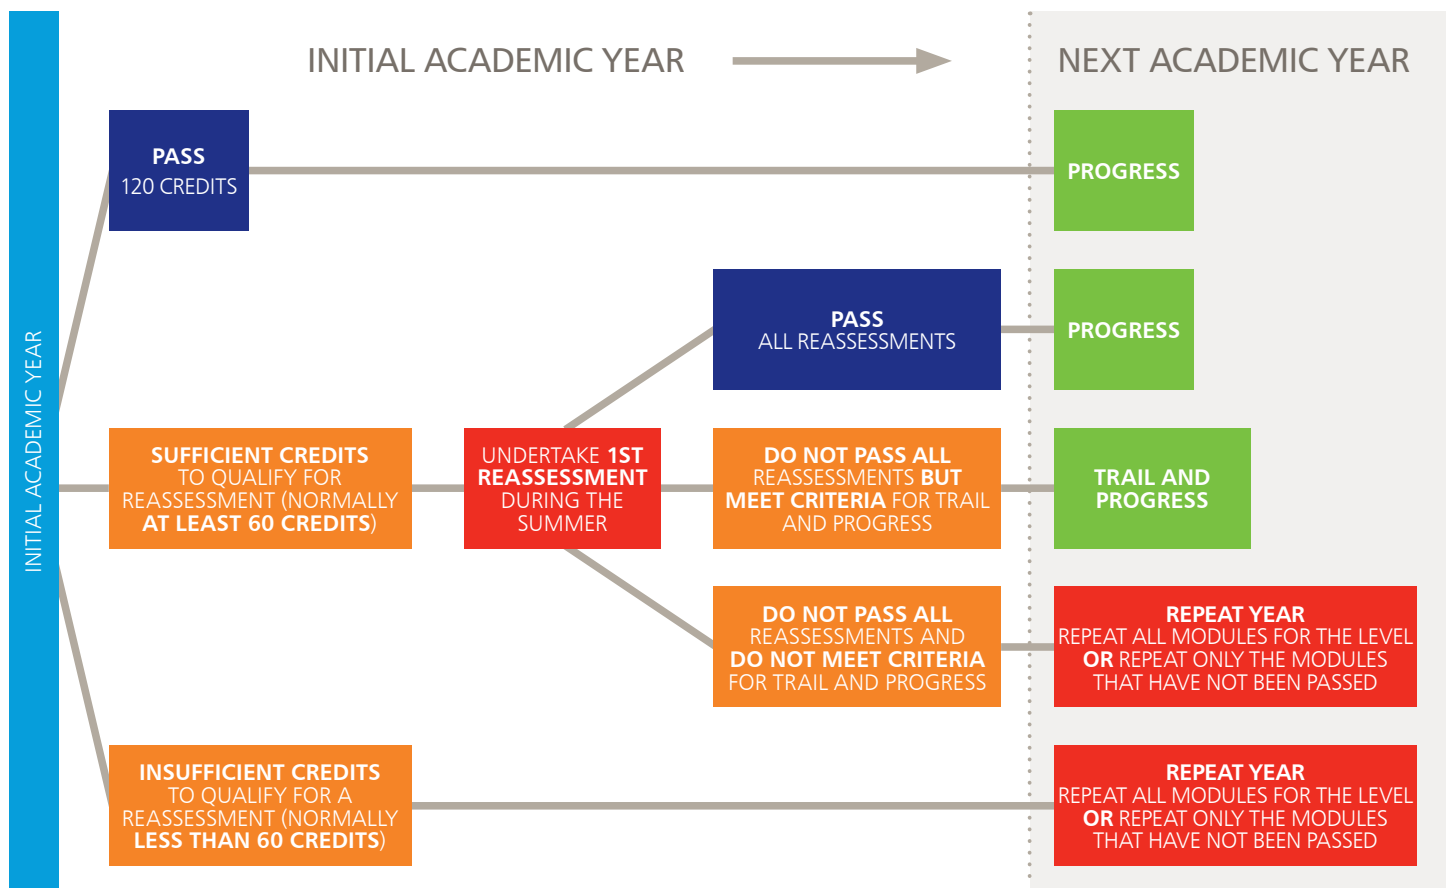 INITIAL ACADEMIC YEAR
NEXT ACADEMIC YEAR
INITIAL ACADEMIC YEAR
PASS
120 CREDITS
PROGRESS
PASS
ALL REASSESSMENTS
PROGRESS
SUFFICIENT CREDITS
TO QUALIFY FOR
REASSESSMENT (NORMALLY
AT LEAST 60 CREDITS)
UNDERTAKE 1ST
REASSESSMENT
DURING THE
SUMMER
DO NOT PASS ALL
REASSESSMENTS BUT
MEET CRITERIA FOR TRAIL
AND PROGRESS
TRAIL AND
PROGRESS
DO NOT PASS ALL
REASSESSMENTS AND
DO NOT MEET CRITERIA
FOR TRAIL AND PROGRESS
REPEAT YEAR
REPEAT ALL MODULES FOR THE LEVEL
OR REPEAT ONLY THE MODULES
THAT HAVE NOT BEEN PASSED
INSUFFICIENT CREDITS
TO QUALIFY FOR A
REASSESSMENT (NORMALLY
LESS THAN 60 CREDITS)
REPEAT YEAR
REPEAT ALL MODULES FOR THE LEVEL
OR REPEAT ONLY THE MODULES
THAT HAVE NOT BEEN PASSED